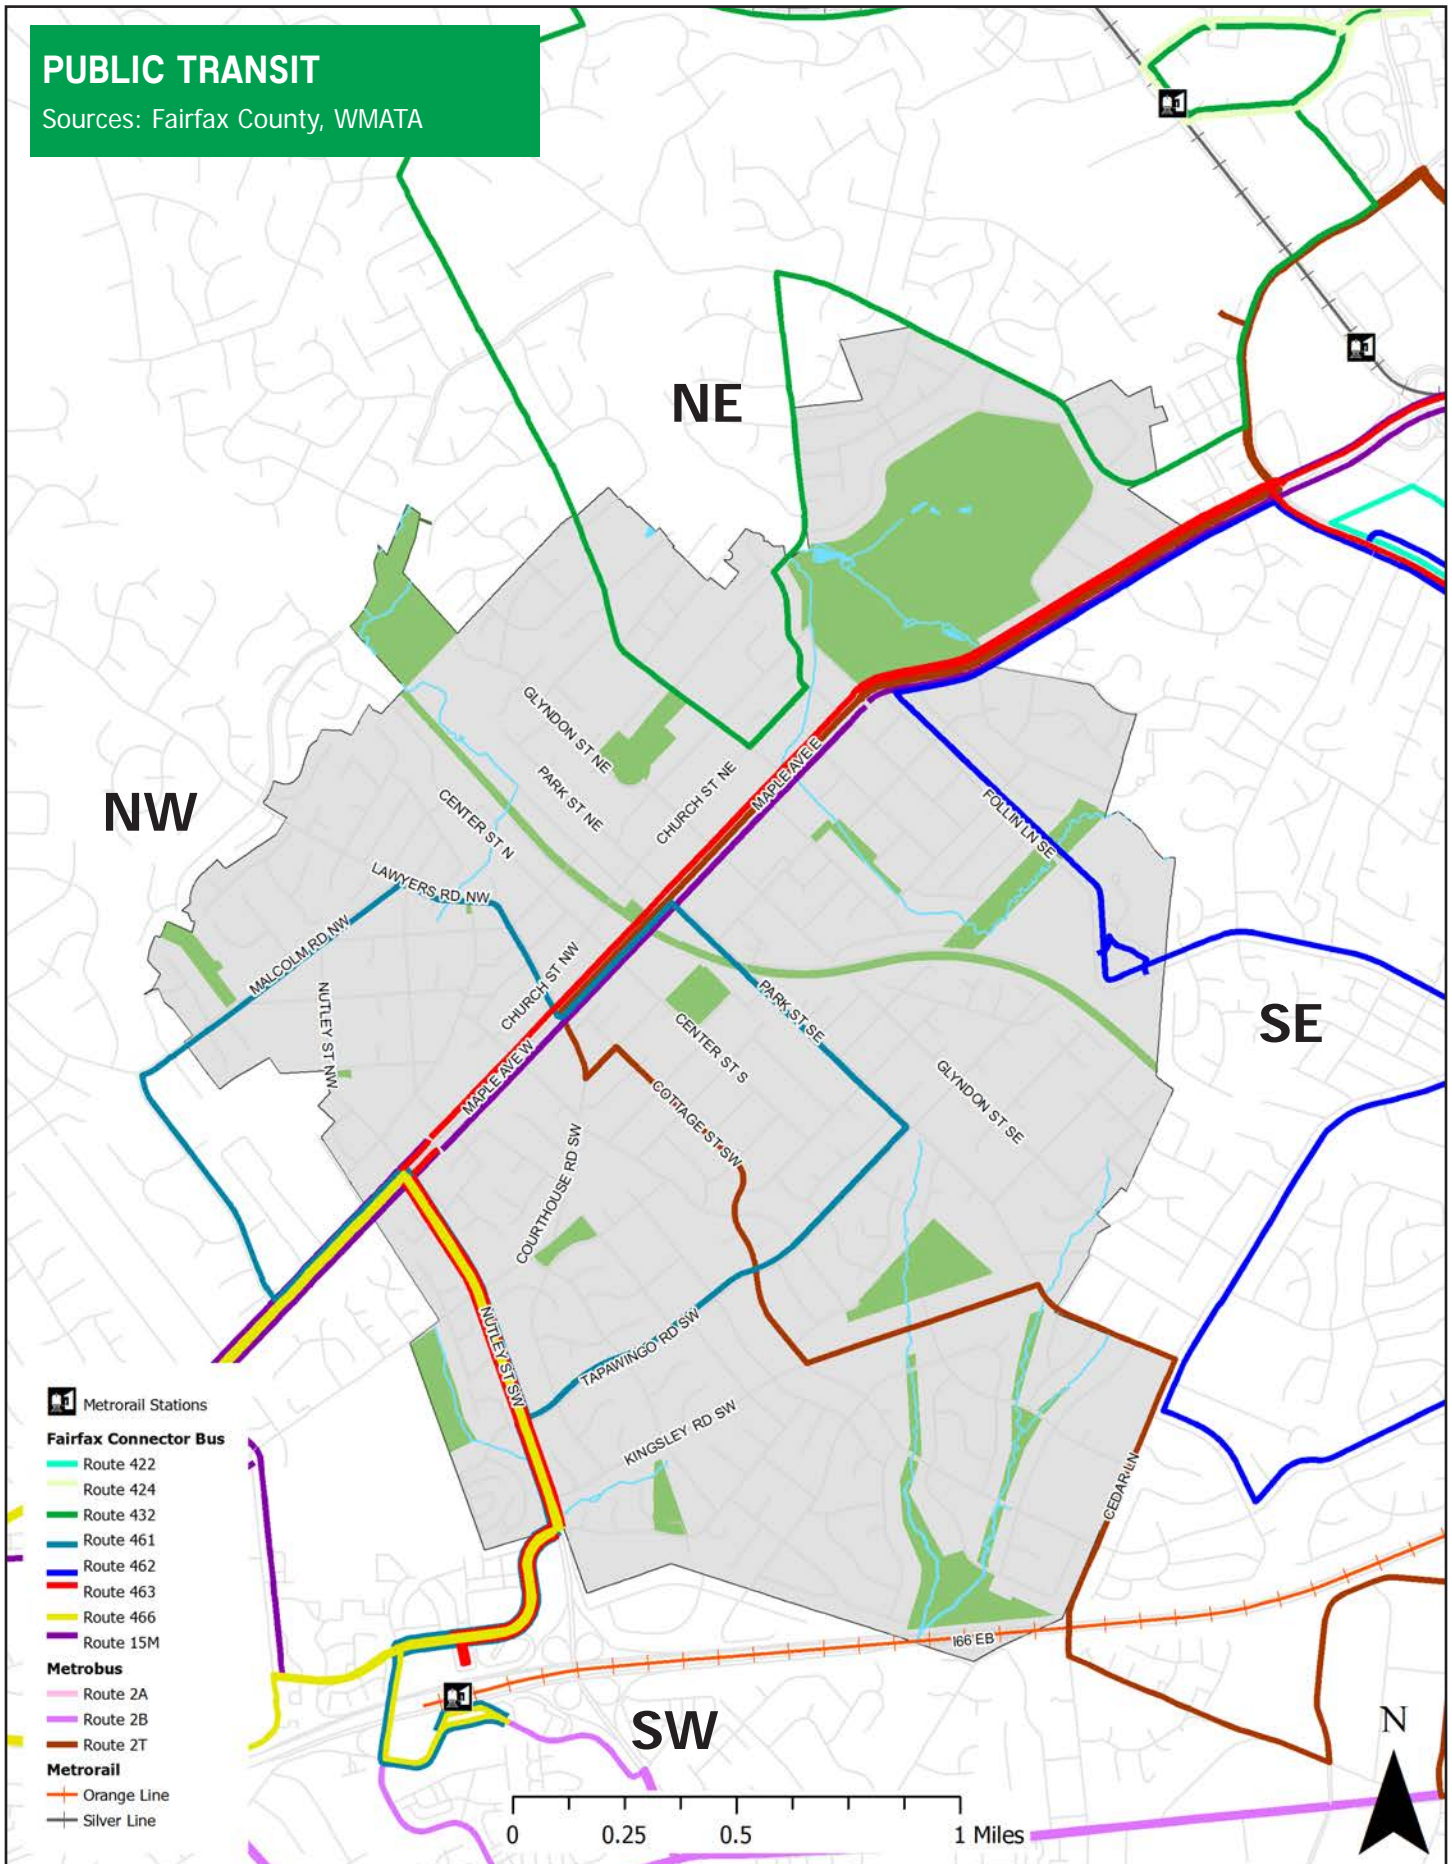 PUBLIC TRANSIT
Sources: Fairfax County, WMATA
NE
NW
SE
SW
GLYNDON ST NE
PARK ST NE
CHURCH ST NE
MAPLE AVE E
CENTER ST N
LAWYERS RD NW
MALCOLM RD NW
NUTLEY ST NW
CHURCH ST NW
MAPLE AVE W
FOLLIN LN SE
PARK ST SE
CENTER ST S
GLYNDON ST SE
COTTAGE ST SW
COURTHOUSE RD SW
NUTLEY ST SW
TAPAWINGO RD SW
KINGSLEY RD SW
CEDAR LN
I66 EB
Metrorail Stations
Fairfax Connector Bus
Route 422
Route 424
Route 432
Route 461
Route 462
Route 463
Route 466
Route 15M
Metrobus
Route 2A
Route 2B
Route 2T
Metrorail
Orange Line
Silver Line
0 0.25 0.5 1 Miles
N